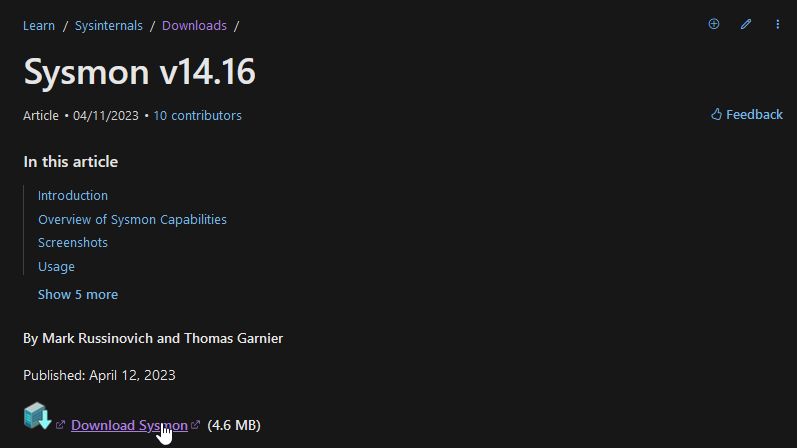 Learn / Sysinternals / Downloads /
Sysmon v14.16
Article • 04/11/2023 • 10 contributors
Feedback
In this article
Introduction
Overview of Sysmon Capabilities
Screenshots
Usage
Show 5 more
By Mark Russinovich and Thomas Garnier
Published: April 12, 2023
Download Sysmon (4.6 MB)